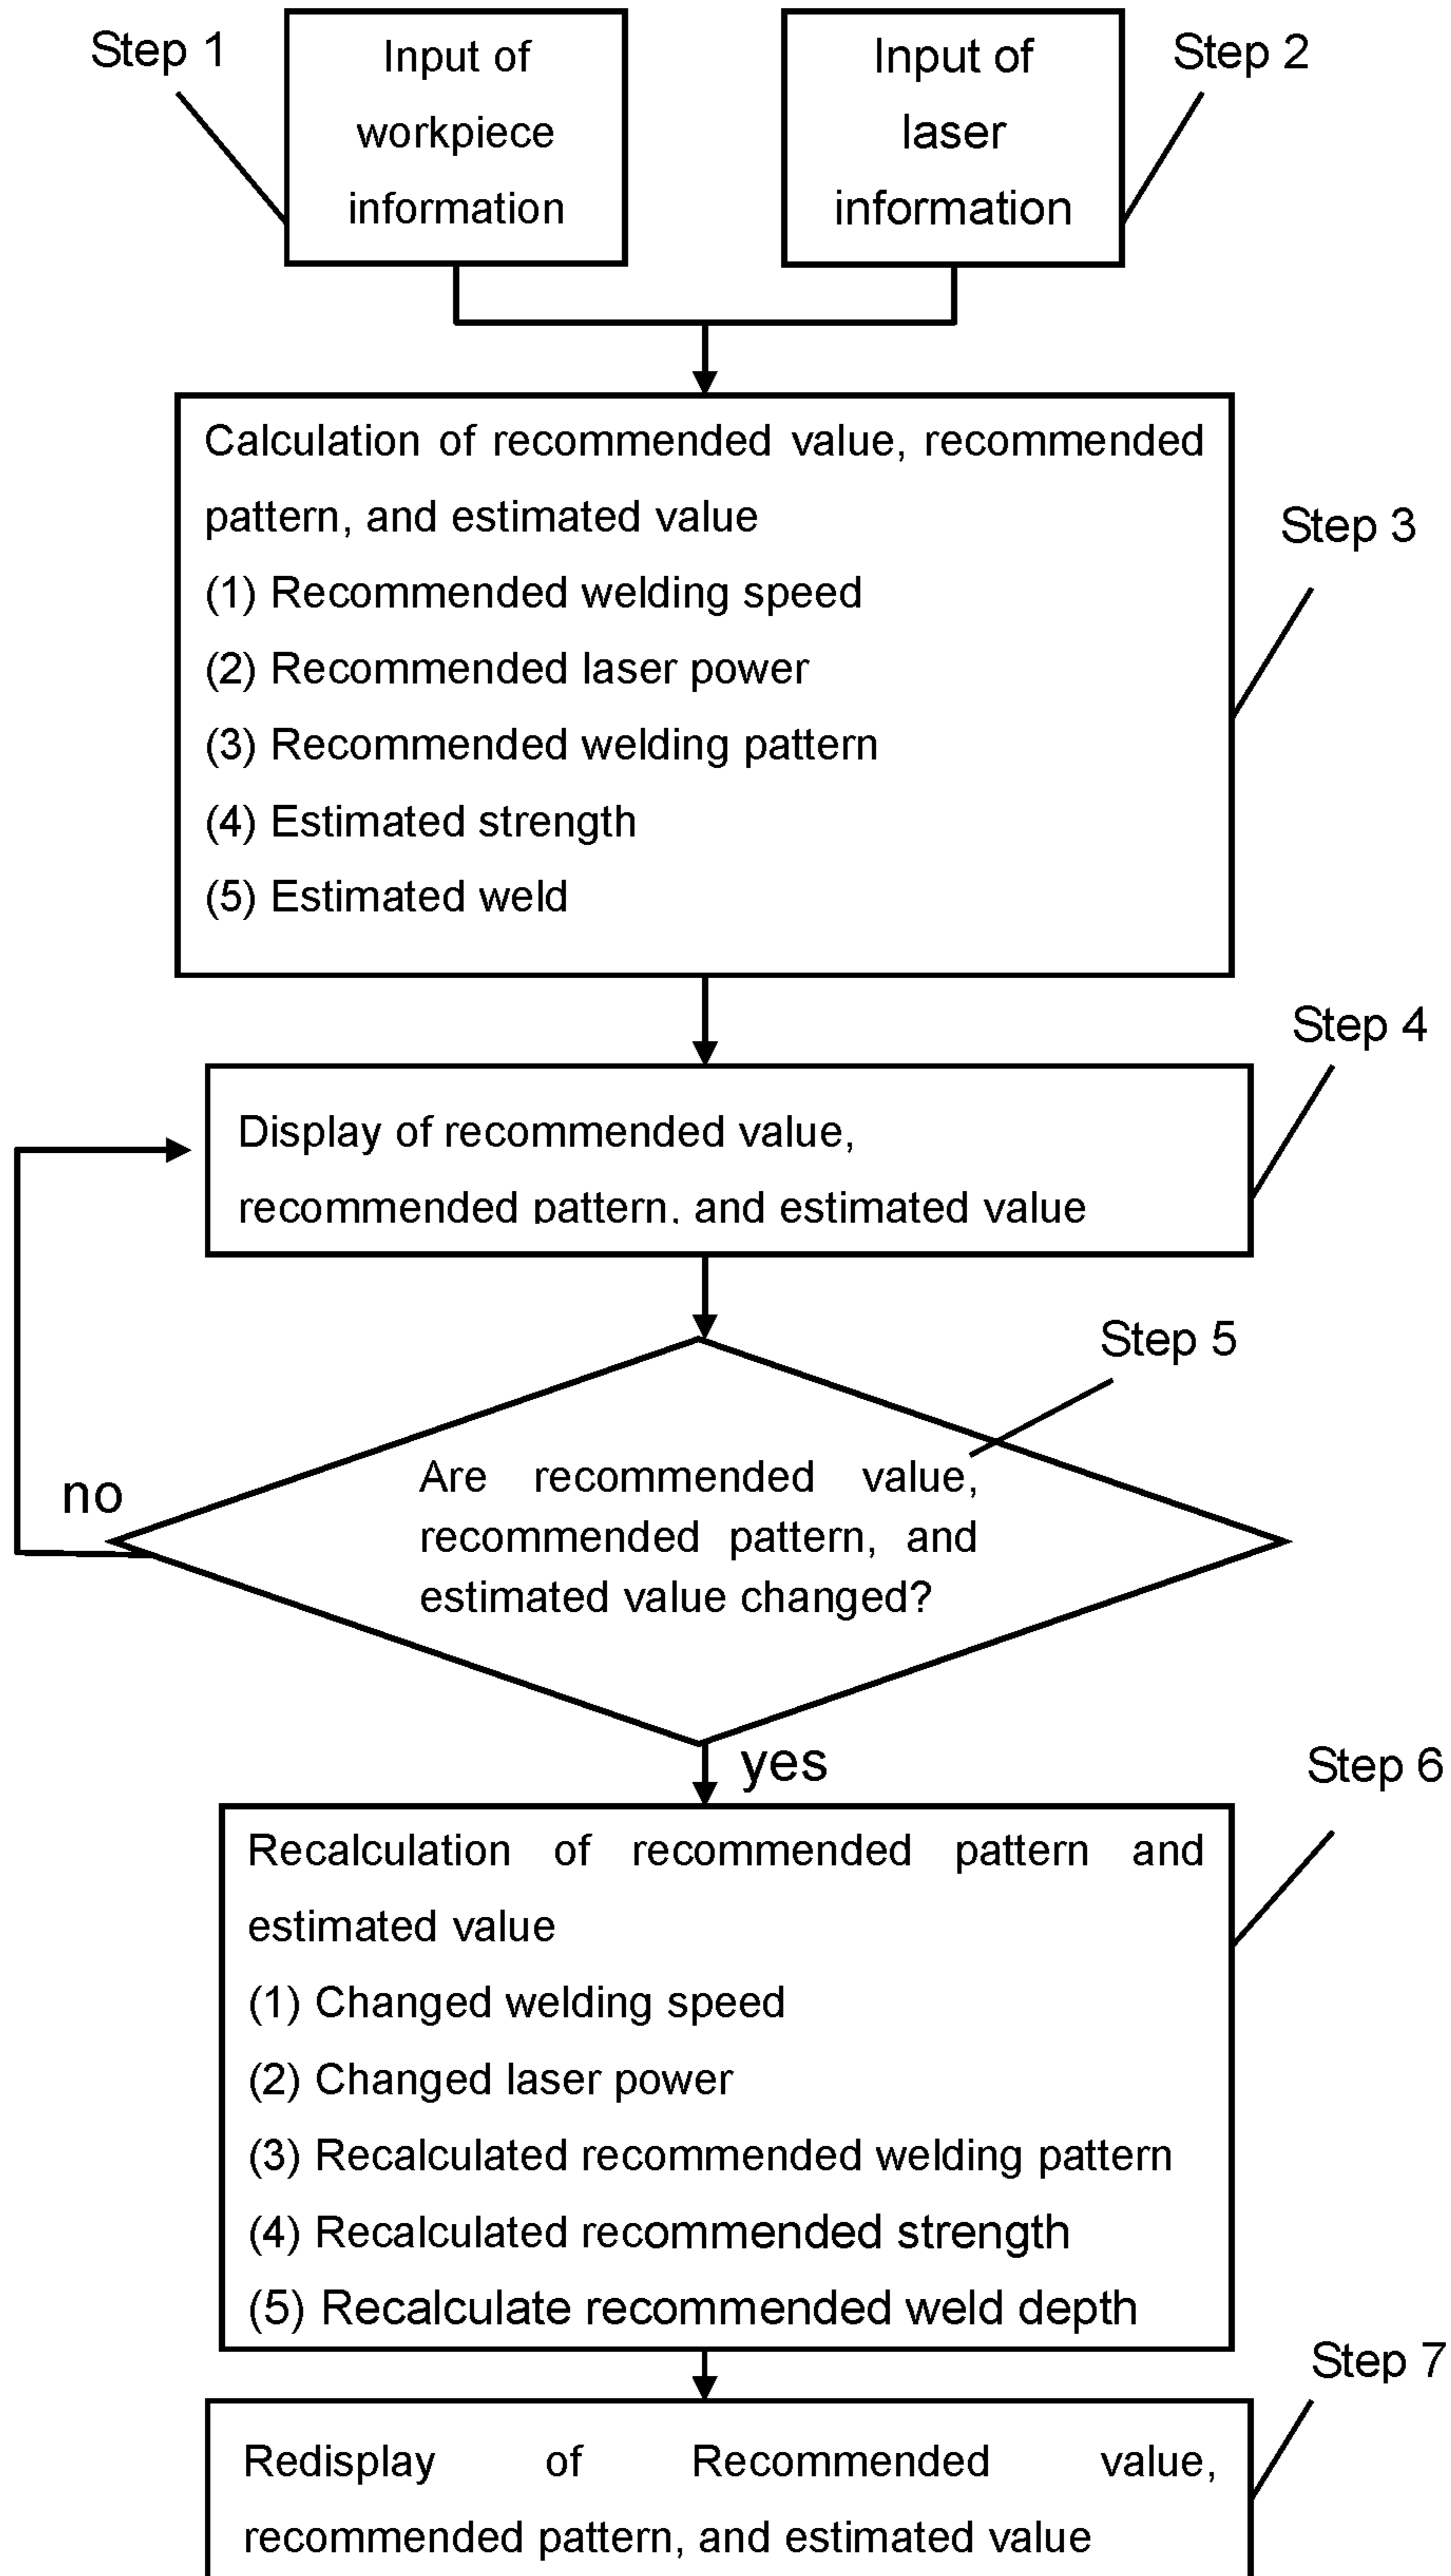 Step 1
Input of
workpiece
information
Input of
laser
information
Step 2
Calculation of recommended value, recommended
pattern, and estimated value
(1) Recommended welding speed
(2) Recommended laser power
(3) Recommended welding pattern
(4) Estimated strength
(5) Estimated weld
Step 3
Step 4
Display of recommended value,
recommended pattern, and estimated value
Step 5
Are recommended value,
recommended pattern, and
estimated value changed?
no
yes
Step 6
Recalculation of recommended pattern and
estimated value
(1) Changed welding speed
(2) Changed laser power
(3) Recalculated recommended welding pattern
(4) Recalculated recommended strength
(5) Recalculate recommended weld depth
Step 7
Redisplay of Recommended value,
recommended pattern, and estimated value